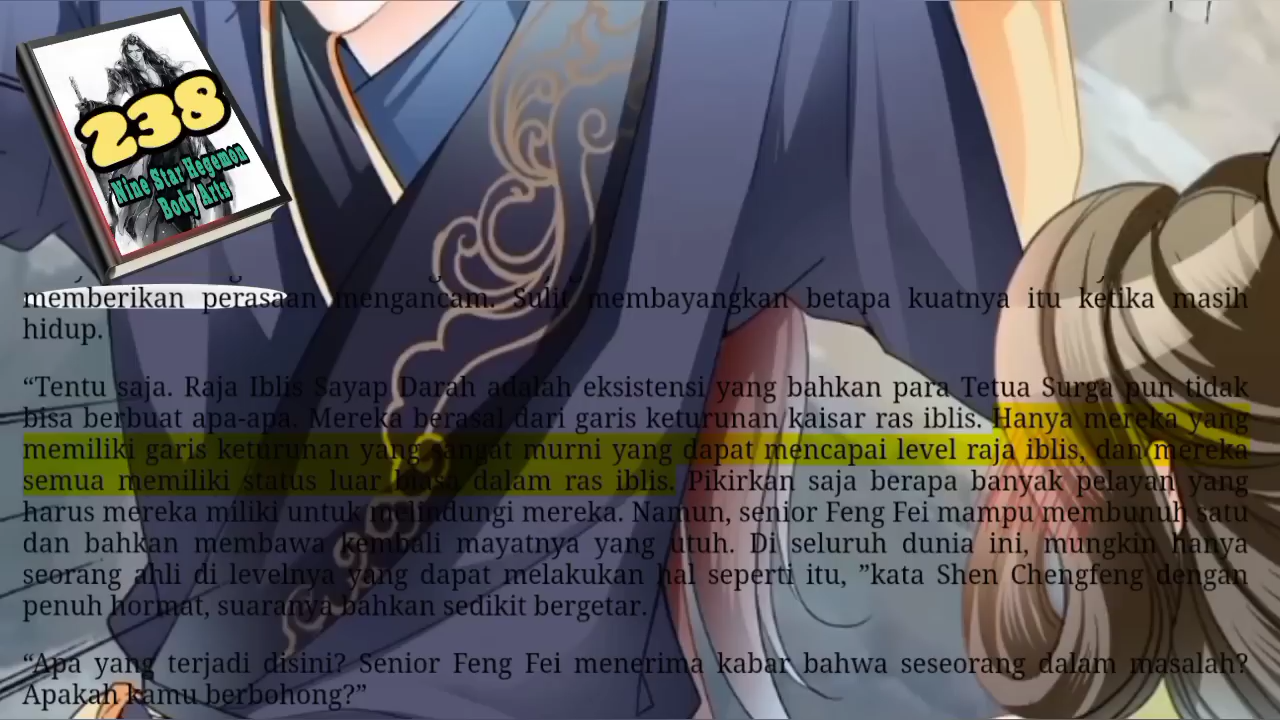 238
Nine Star Hegemon
Body Arts
memberikan perasaan mengancam. Sulit membayangkan betapa kuatnya itu ketika masih
hidup.
“Tentu saja. Raja Iblis Sayap Darah adalah eksistensi yang bahkan para Tetua Surga pun tidak
bisa berbuat apa-apa. Mereka berasal dari garis keturunan kaisar ras iblis. Hanya mereka yang
memiliki garis keturunan yang sangat murni yang dapat mencapai level raja iblis, dan mereka
semua memiliki status luar biasa dalam ras iblis. Pikirkan saja berapa banyak pelayan yang
harus mereka miliki untuk melindungi mereka. Namun, senior Feng Fei mampu membunuh satu
dan bahkan membawa kembali mayatnya yang utuh. Di seluruh dunia ini, mungkin hanya
seorang ahli di levelnya yang dapat melakukan hal seperti itu, ”kata Shen Chengfeng dengan
penuh hormat, suaranya bahkan sedikit bergetar.
“Apa yang terjadi disini? Senior Feng Fei menerima kabar bahwa seseorang dalam masalah?
Apakah kamu berbohong?”